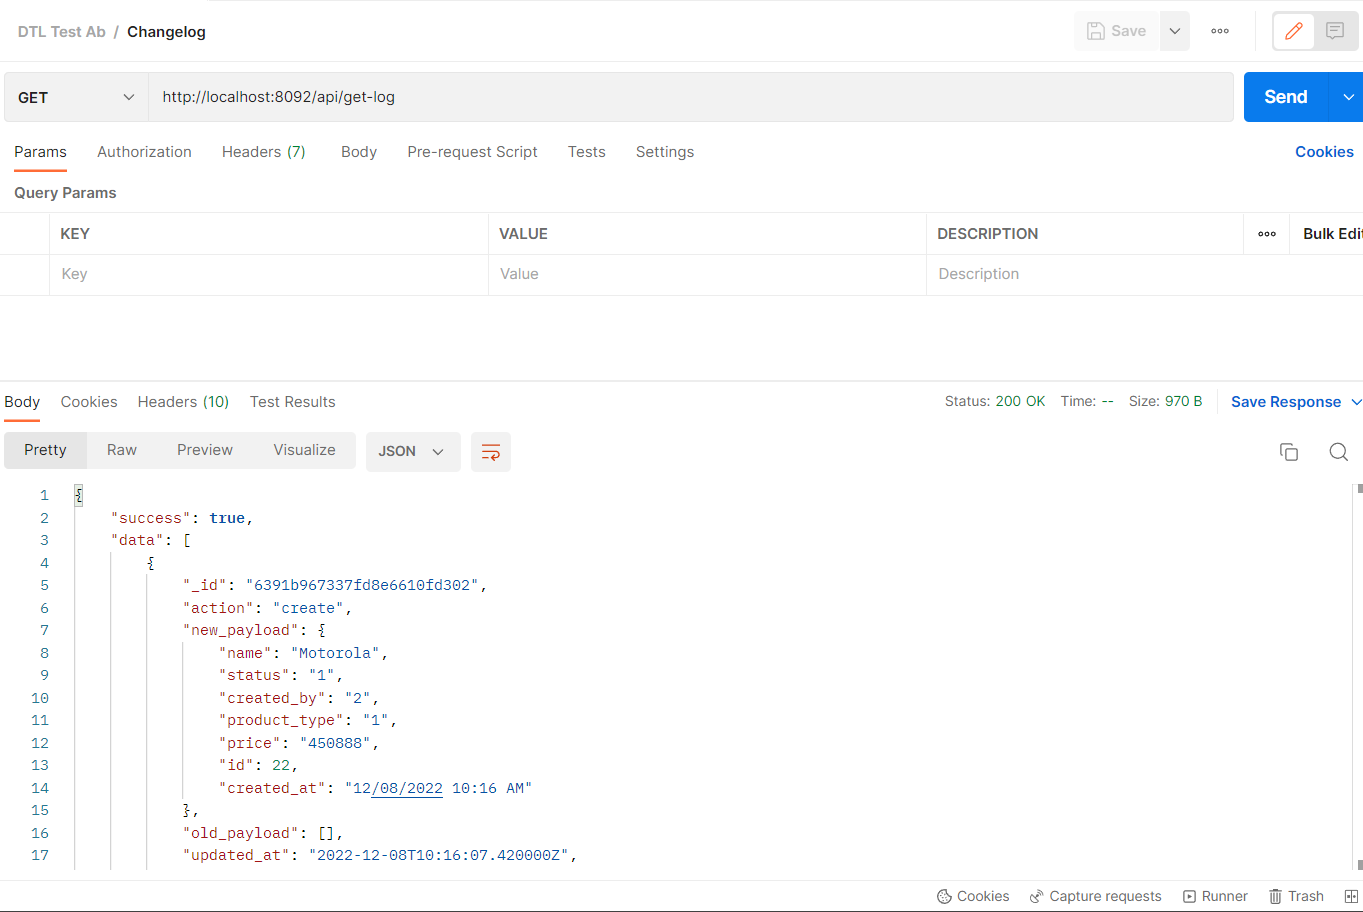 DTL Test Ab / Changelog
Save
GET http://localhost:8092/api/get-log Send
Params Authorization Headers (7) Body Pre-request Script Tests Settings Cookies
Query Params
KEY VALUE DESCRIPTION Bulk Edit
Key Value Description
Body Cookies Headers (10) Test Results Status: 200 OK Time: -- Size: 970 B Save Response
Pretty Raw Preview Visualize JSON
1 {
2 "success": true,
3 "data": [
4 {
5 "_id": "6391b967337fd8e6610fd302",
6 "action": "create",
7 "new_payload": {
8 "name": "Motorola",
9 "status": "1",
10 "created_by": "2",
11 "product_type": "1",
12 "price": "450888",
13 "id": 22,
14 "created_at": "12/08/2022 10:16 AM"
15 },
16 "old_payload": [],
17 "updated_at": "2022-12-08T10:16:07.420000Z",
Cookies Capture requests Runner Trash